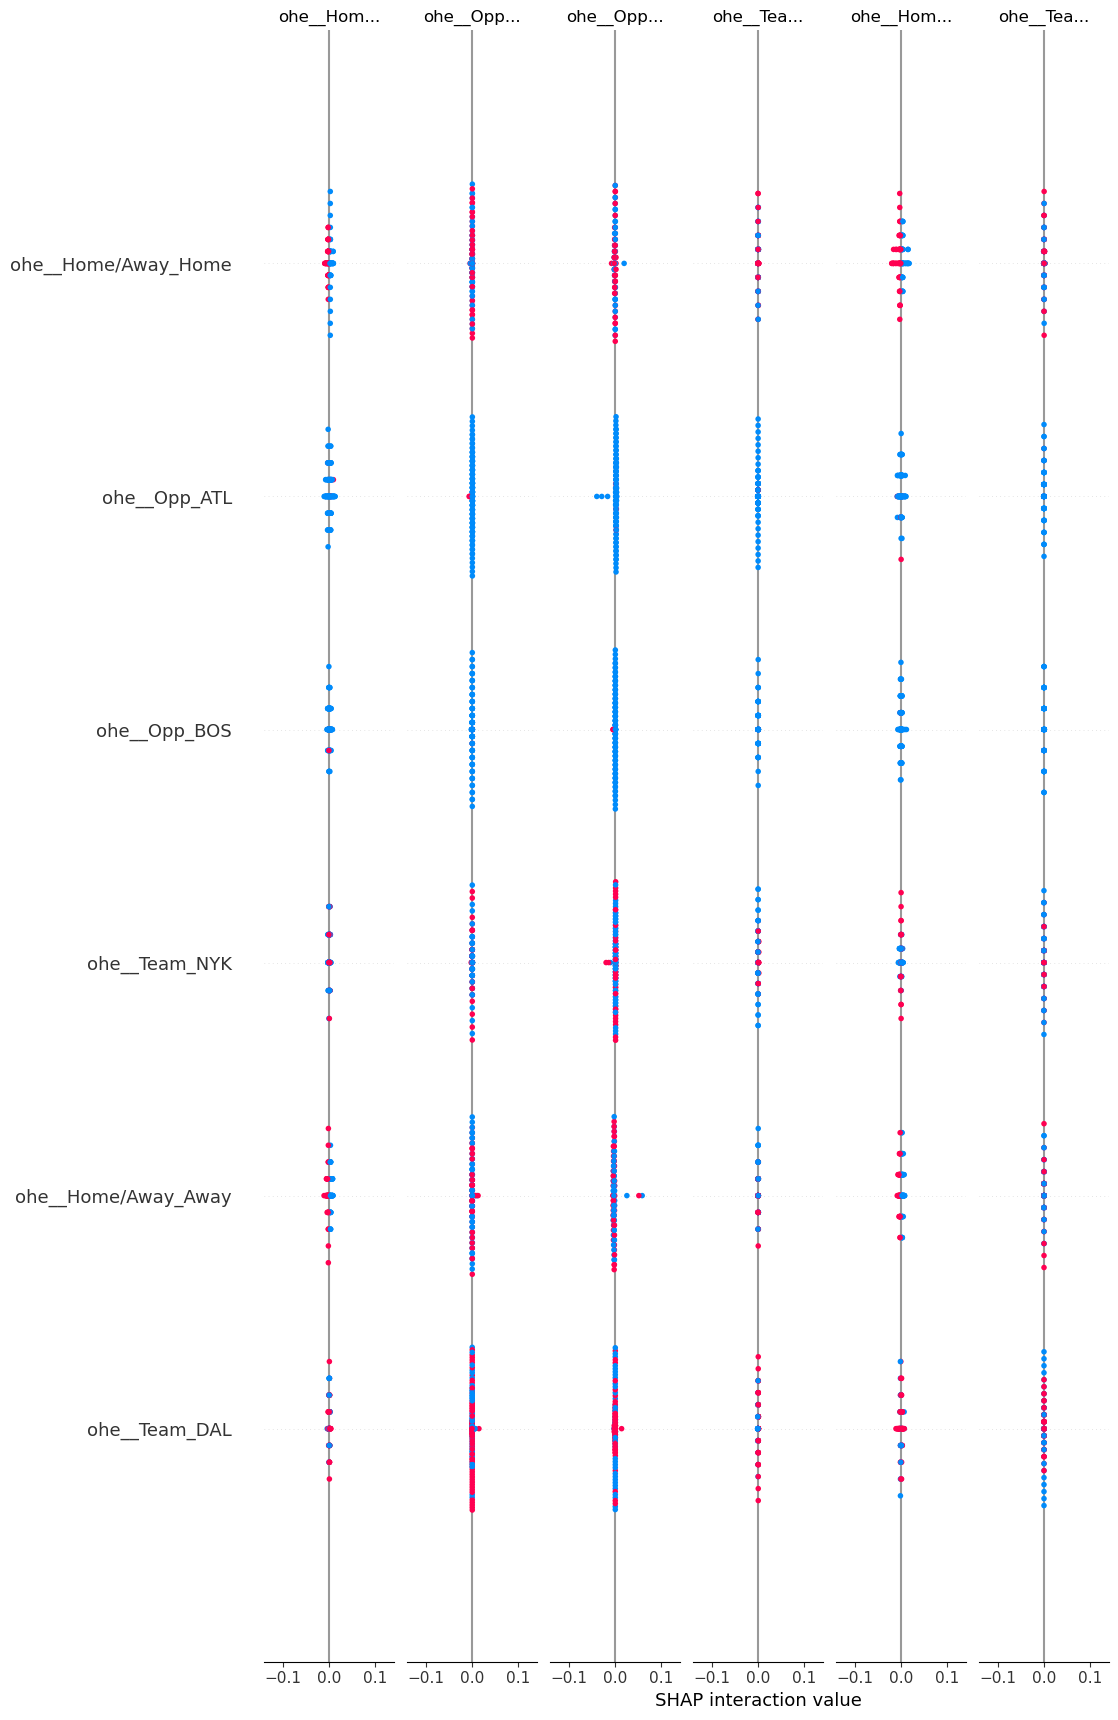 ohe__Hom... ohe__Opp... ohe__Opp... ohe__Tea... ohe__Hom... ohe__Tea...
ohe__Home/Away_Home
ohe__Opp_ATL
ohe__Opp_BOS
ohe__Team_NYK
ohe__Home/Away_Away
ohe__Team_DAL
−0.1 0.0 0.1 −0.1 0.0 0.1 −0.1 0.0 0.1 −0.1 0.0 0.1 −0.1 0.0 0.1 −0.1 0.0 0.1
SHAP interaction value